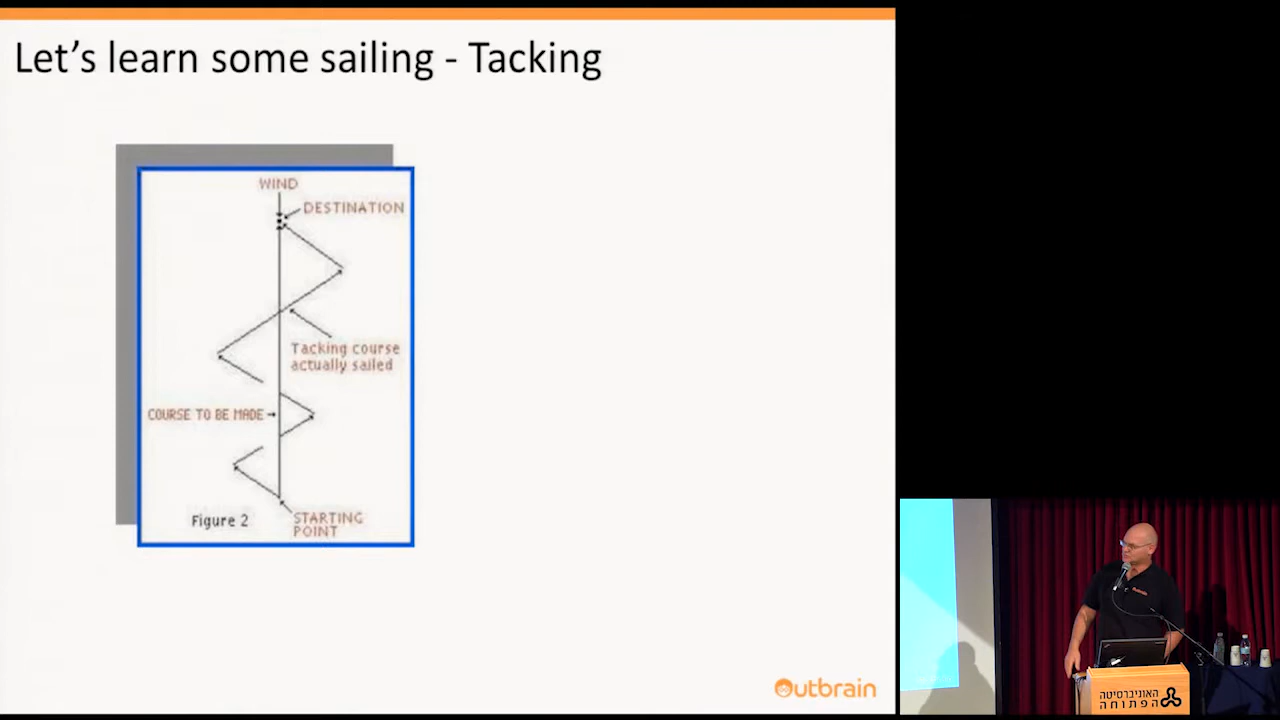 Let's learn some sailing - Tacking
WIND
DESTINATION
Tacking course
actually sailed
COURSE TO BE MADE
Figure 2
STARTING
POINT
Outbrain
האוניברסיטה
הפתוחה